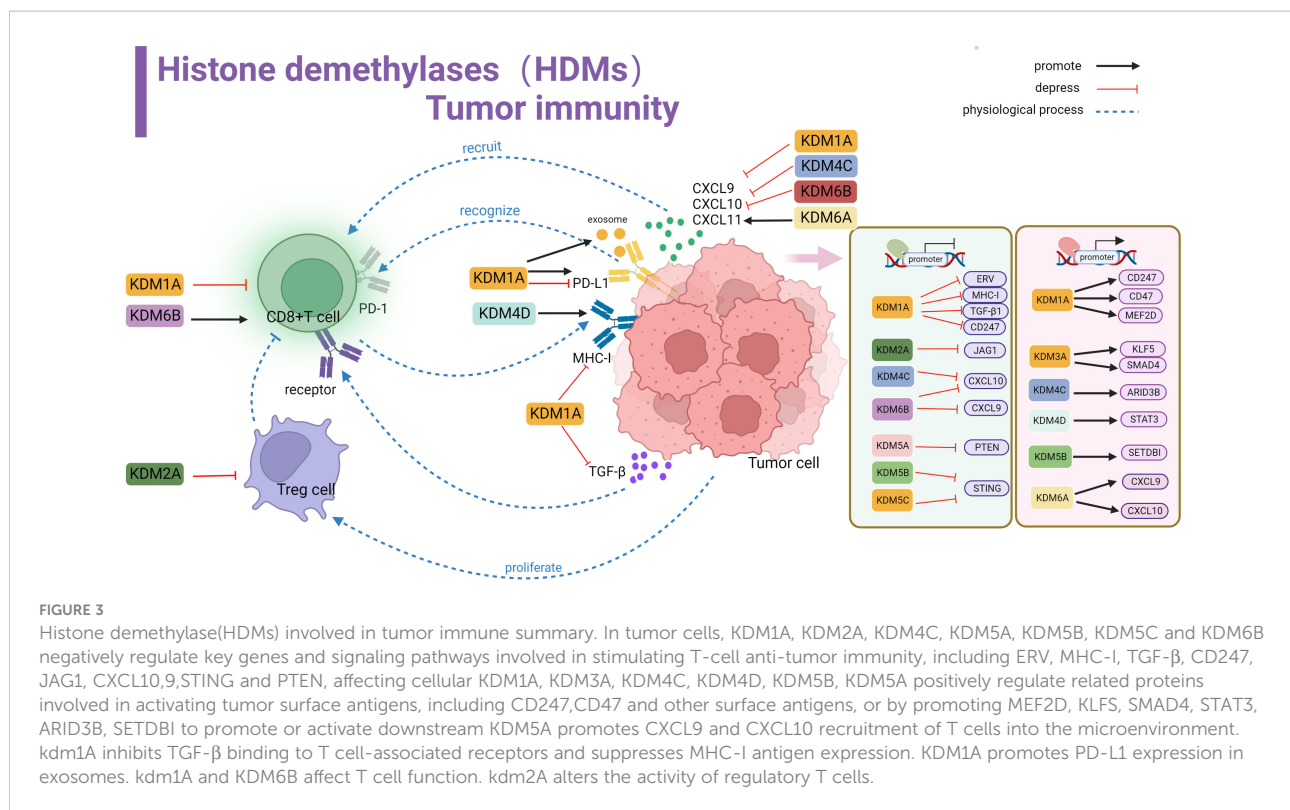 Histone demethylases（HDMs）
Tumor immunity
promote
depress
physiological process
recruit
recognize
exosome
CXCL9
CXCL10
CXCL11
KDM1A
KDM4C
KDM6B
KDM6A
KDM1A
KDM6B
CD8+T cell
PD-1
receptor
KDM1A
PD-L1
KDM4D
MHC-I
KDM1A
TGF-β
KDM2A
Treg cell
Tumor cell
proliferate
promoter
KDM1A
ERV
MHC-I
TGF-β1
CD247
KDM2A
JAG1
KDM4C
CXCL10
KDM6B
CXCL9
KDM5A
PTEN
KDM5B
STING
KDM5C
promoter
KDM1A
CD247
CD47
MEF2D
KDM3A
KLF5
SMAD4
KDM4C
ARID3B
KDM4D
STAT3
KDM5B
SETDBI
KDM6A
CXCL9
CXCL10
FIGURE 3
Histone demethylase(HDMs) involved in tumor immune summary. In tumor cells, KDM1A, KDM2A, KDM4C, KDM5A, KDM5B, KDM5C and KDM6B
negatively regulate key genes and signaling pathways involved in stimulating T-cell anti-tumor immunity, including ERV, MHC-I, TGF-β, CD247,
JAG1, CXCL10,9,STING and PTEN, affecting cellular KDM1A, KDM3A, KDM4C, KDM4D, KDM5B, KDM5A positively regulate related proteins
involved in activating tumor surface antigens, including CD247,CD47 and other surface antigens, or by promoting MEF2D, KLFS, SMAD4, STAT3,
ARID3B, SETDBI to promote or activate downstream KDM5A promotes CXCL9 and CXCL10 recruitment of T cells into the microenvironment.
kdm1A inhibits TGF-β binding to T cell-associated receptors and suppresses MHC-I antigen expression. KDM1A promotes PD-L1 expression in
exosomes. kdm1A and KDM6B affect T cell function. kdm2A alters the activity of regulatory T cells.